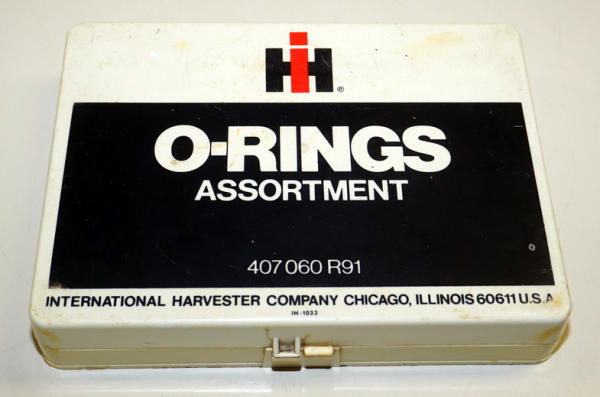 IH ®
O-RINGS
ASSORTMENT
407 060 R91
INTERNATIONAL HARVESTER COMPANY CHICAGO, ILLINOIS 60611 U.S.A
IH-1033